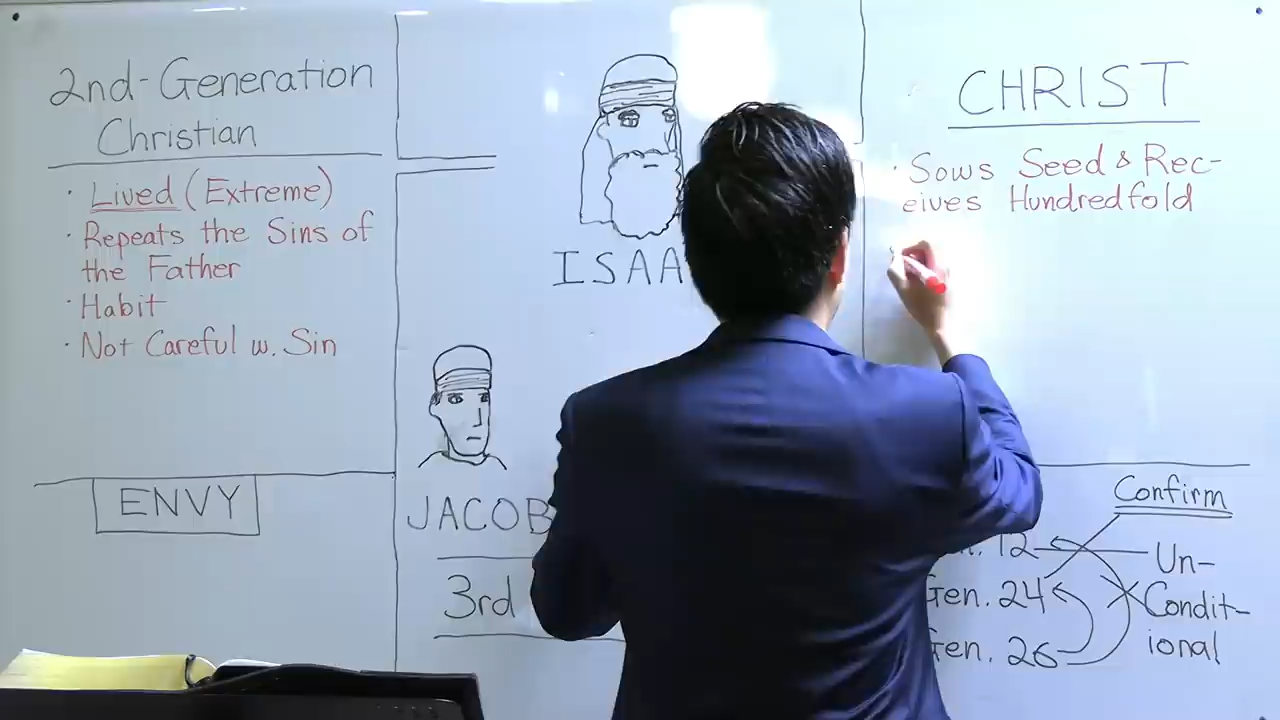 2nd-Generation
Christian
· Lived (Extreme)
· Repeats the Sins of
the Father
· Habit
· Not Careful w. Sin
ENVY
ISAA
JACOB
3rd
CHRIST
· Sows Seed & Rec-
eives Hundredfold
Confirm
12
Gen. 24
Gen. 26
Un-
Condit-
ional